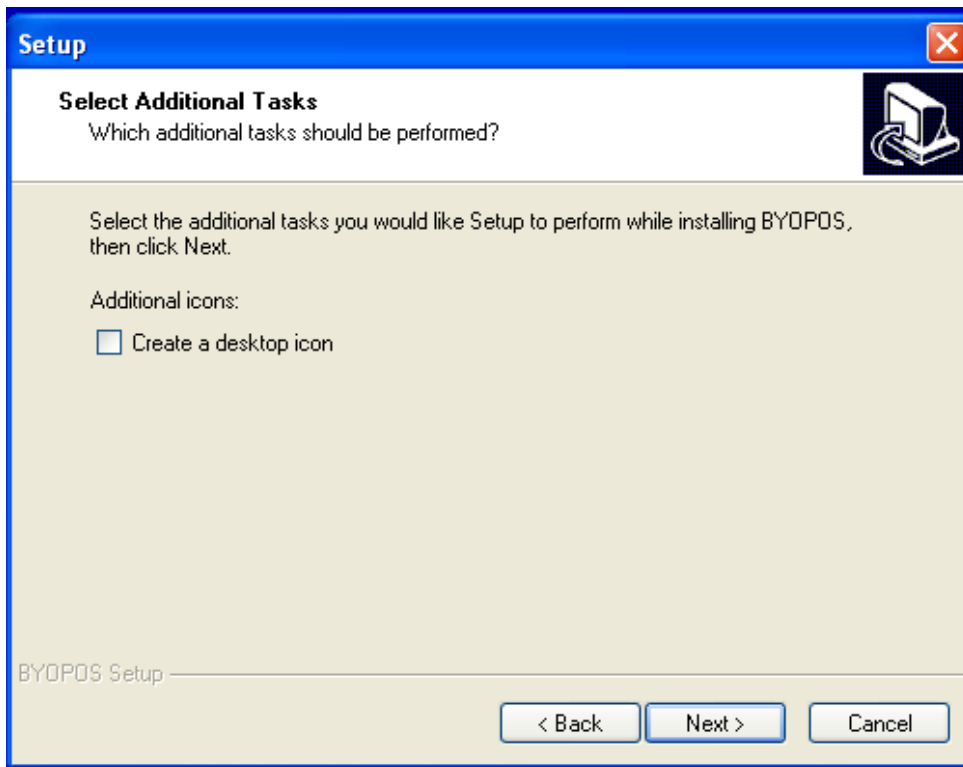 Setup
Select Additional Tasks
Which additional tasks should be performed?
Select the additional tasks you would like Setup to perform while installing BYOPOS,
then click Next.
Additional icons:
Create a desktop icon
BYOPOS Setup
< Back Next > Cancel